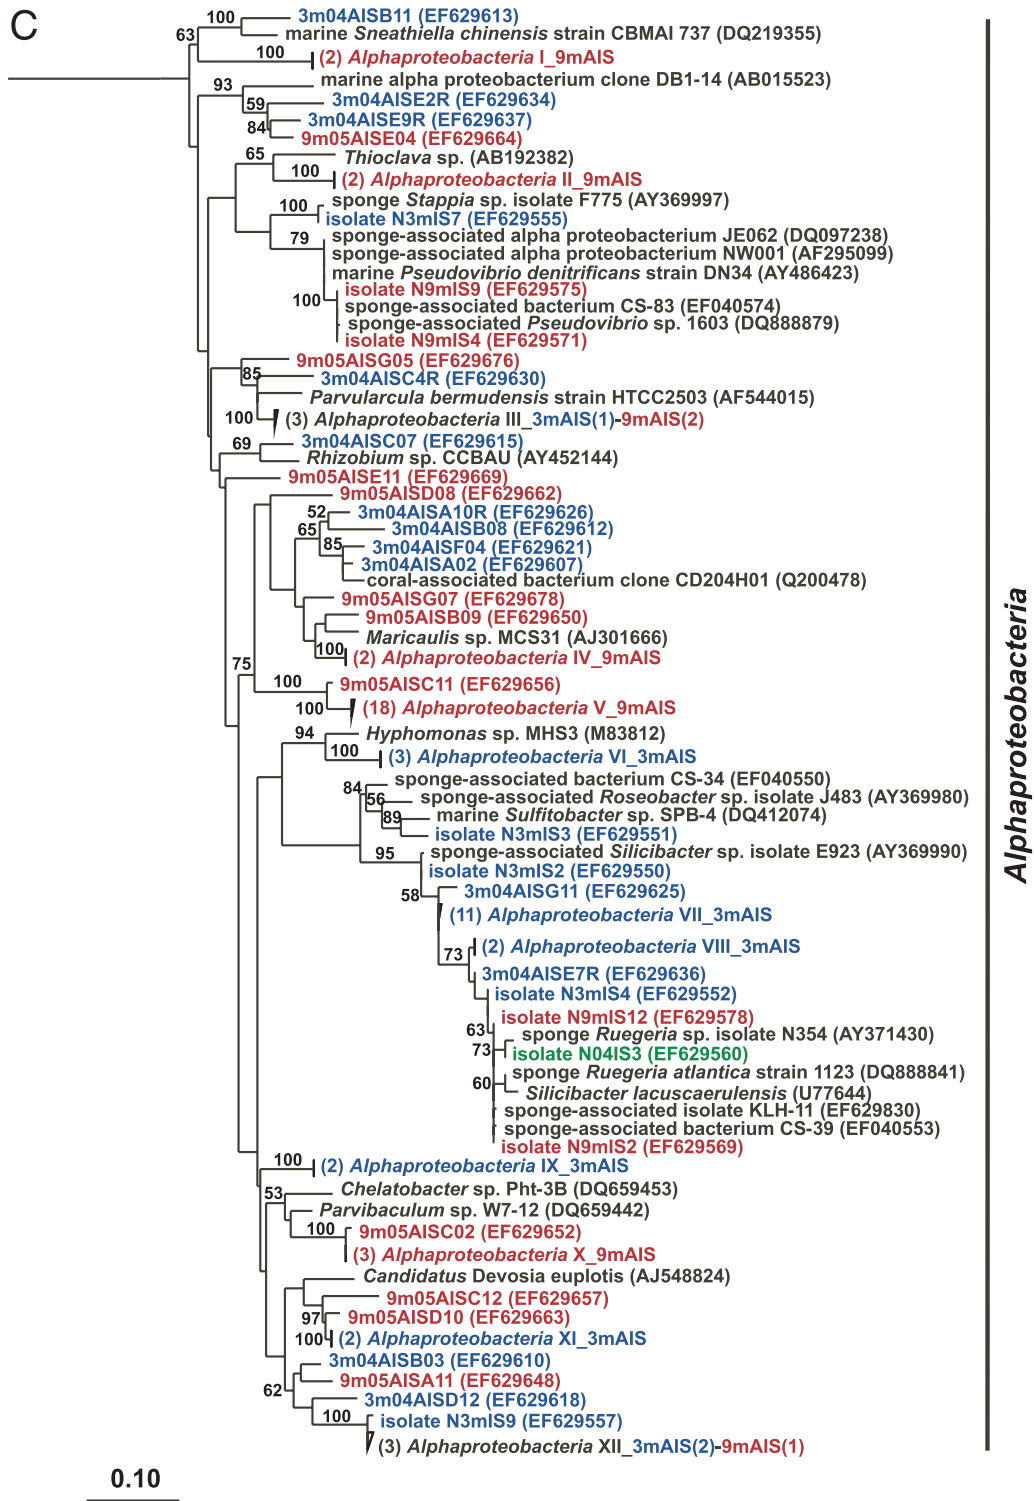 C
100
3m04AISB11 (EF629613)
63
marine Sneathiella chinensis strain CBMAI 737 (DQ219355)
100
(2) Alphaproteobacteria I_9mAIS
93
marine alpha proteobacterium clone DB1-14 (AB015523)
59
3m04AISE2R (EF629634)
84
3m04AISE9R (EF629637)
9m05AISE04 (EF629664)
65
Thioclava sp. (AB192382)
100
(2) Alphaproteobacteria II_9mAIS
100
sponge Stappia sp. isolate F775 (AY369997)
isolate N3mIS7 (EF629555)
79
sponge-associated alpha proteobacterium JE062 (DQ097238)
sponge-associated alpha proteobacterium NW001 (AF295099)
marine Pseudovibrio denitrificans strain DN34 (AY486423)
isolate N9mIS9 (EF629575)
100
sponge-associated bacterium CS-83 (EF040574)
sponge-associated Pseudovibrio sp. 1603 (DQ888879)
isolate N9mIS4 (EF629571)
9m05AISG05 (EF629676)
85
3m04AISC4R (EF629630)
Parvularcula bermudensis strain HTCC2503 (AF544015)
100
(3) Alphaproteobacteria III_3mAIS(1)-9mAIS(2)
69
3m04AISC07 (EF629615)
Rhizobium sp. CCBAU (AY452144)
9m05AISE11 (EF629669)
9m05AISD08 (EF629662)
52
3m04AISA10R (EF629626)
65
3m04AISB08 (EF629612)
85
3m04AISF04 (EF629621)
3m04AISA02 (EF629607)
coral-associated bacterium clone CD204H01 (Q200478)
9m05AISG07 (EF629678)
9m05AISB09 (EF629650)
Maricaulis sp. MCS31 (AJ301666)
100
(2) Alphaproteobacteria IV_9mAIS
75
100
9m05AISC11 (EF629656)
100
(18) Alphaproteobacteria V_9mAIS
94
Hyphomonas sp. MHS3 (M83812)
100
(3) Alphaproteobacteria VI_3mAIS
84
sponge-associated bacterium CS-34 (EF040550)
56
sponge-associated Roseobacter sp. isolate J483 (AY369980)
89
marine Sulfitobacter sp. SPB-4 (DQ412074)
isolate N3mIS3 (EF629551)
95
sponge-associated Silicibacter sp. isolate E923 (AY369990)
isolate N3mIS2 (EF629550)
58
3m04AISG11 (EF629625)
(11) Alphaproteobacteria VII_3mAIS
73
(2) Alphaproteobacteria VIII_3mAIS
3m04AISE7R (EF629636)
isolate N3mIS4 (EF629552)
isolate N9mIS12 (EF629578)
63
sponge Ruegeria sp. isolate N354 (AY371430)
73
isolate N04IS3 (EF629560)
sponge Ruegeria atlantica strain 1123 (DQ888841)
60
Silicibacter lacuscaerulensis (U77644)
sponge-associated isolate KLH-11 (EF629830)
sponge-associated bacterium CS-39 (EF040553)
isolate N9mIS2 (EF629569)
100
(2) Alphaproteobacteria IX_3mAIS
53
Chelatobacter sp. Pht-3B (DQ659453)
Parvibaculum sp. W7-12 (DQ659442)
100
9m05AISC02 (EF629652)
(3) Alphaproteobacteria X_9mAIS
Candidatus Devosia euplotis (AJ548824)
9m05AISC12 (EF629657)
97
9m05AISD10 (EF629663)
100
(2) Alphaproteobacteria XI_3mAIS
3m04AISB03 (EF629610)
62
9m05AISA11 (EF629648)
3m04AISD12 (EF629618)
100
isolate N3mIS9 (EF629557)
(3) Alphaproteobacteria XII_3mAIS(2)-9mAIS(1)
Alphaproteobacteria
0.10